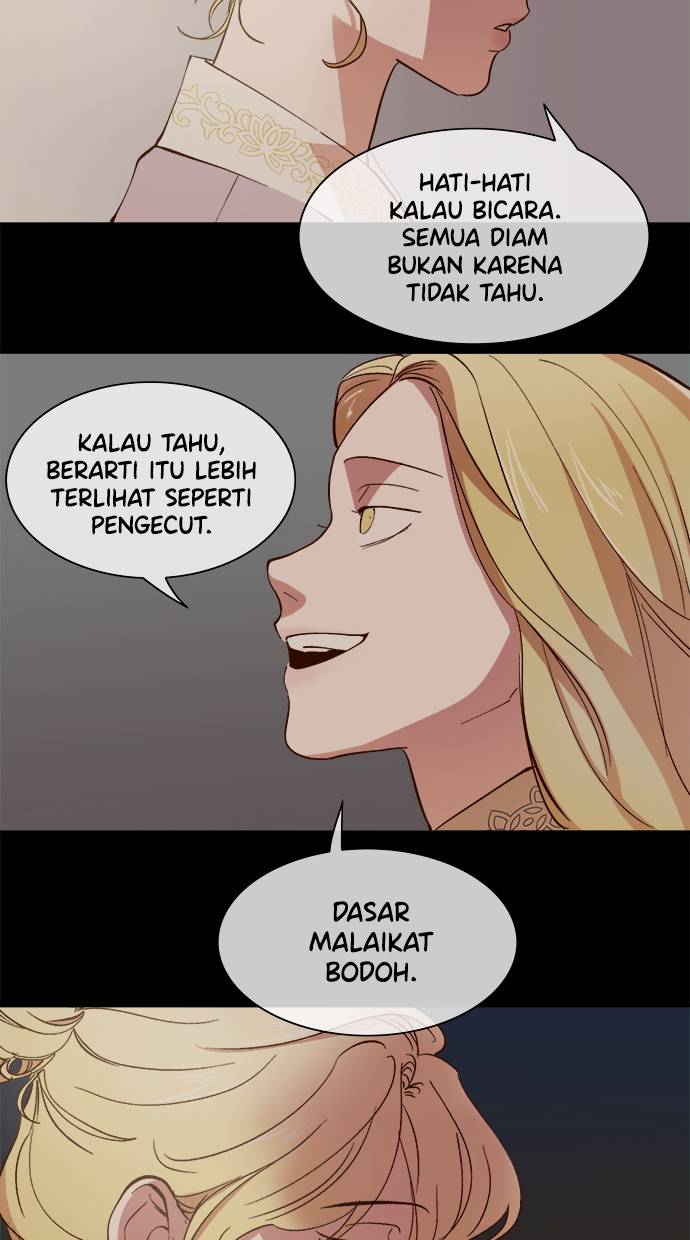 HATI-HATI
KALAU BICARA.
SEMUA DIAM
BUKAN KARENA
TIDAK TAHU.
KALAU TAHU,
BERARTI ITU LEBIH
TERLIHAT SEPERTI
PENGECUT.
DASAR
MALAIKAT
BODOH.